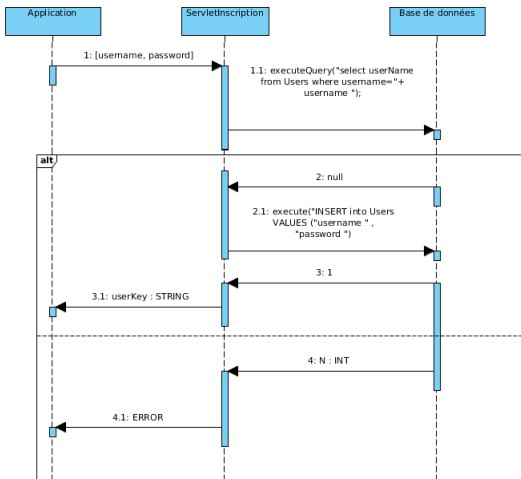 Application
ServletInscription
Base de données
1: [username, password]
1.1: executeQuery("select userName
from Users where username="+
username ");
alt
2: null
2.1: execute("INSERT into Users
VALUES ("username " ,
"password ")
3: 1
3.1: userKey : STRING
4: N : INT
4.1: ERROR